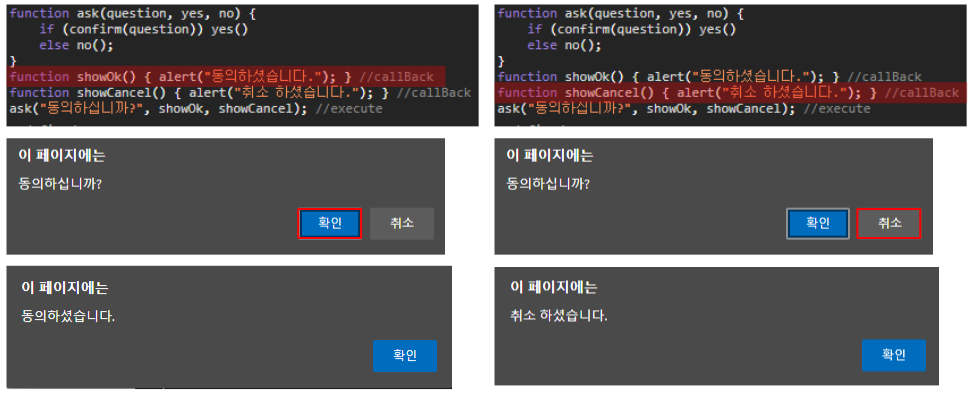 function ask(question, yes, no) {
if (confirm(question)) yes()
else no();
}
function showOk() { alert("동의하셨습니다."); } //callBack
function showCancel() { alert("취소 하셨습니다."); } //callBack
ask("동의하십니까?", showOk, showCancel); //execute
이 페이지에는
동의하십니까?
확인 취소
이 페이지에는
동의하셨습니다.
확인
function ask(question, yes, no) {
if (confirm(question)) yes()
else no();
}
function showOk() { alert("동의하셨습니다."); } //callBack
function showCancel() { alert("취소 하셨습니다."); } //callBack
ask("동의하십니까?", showOk, showCancel); //execute
이 페이지에는
동의하십니까?
확인 취소
이 페이지에는
취소 하셨습니다.
확인